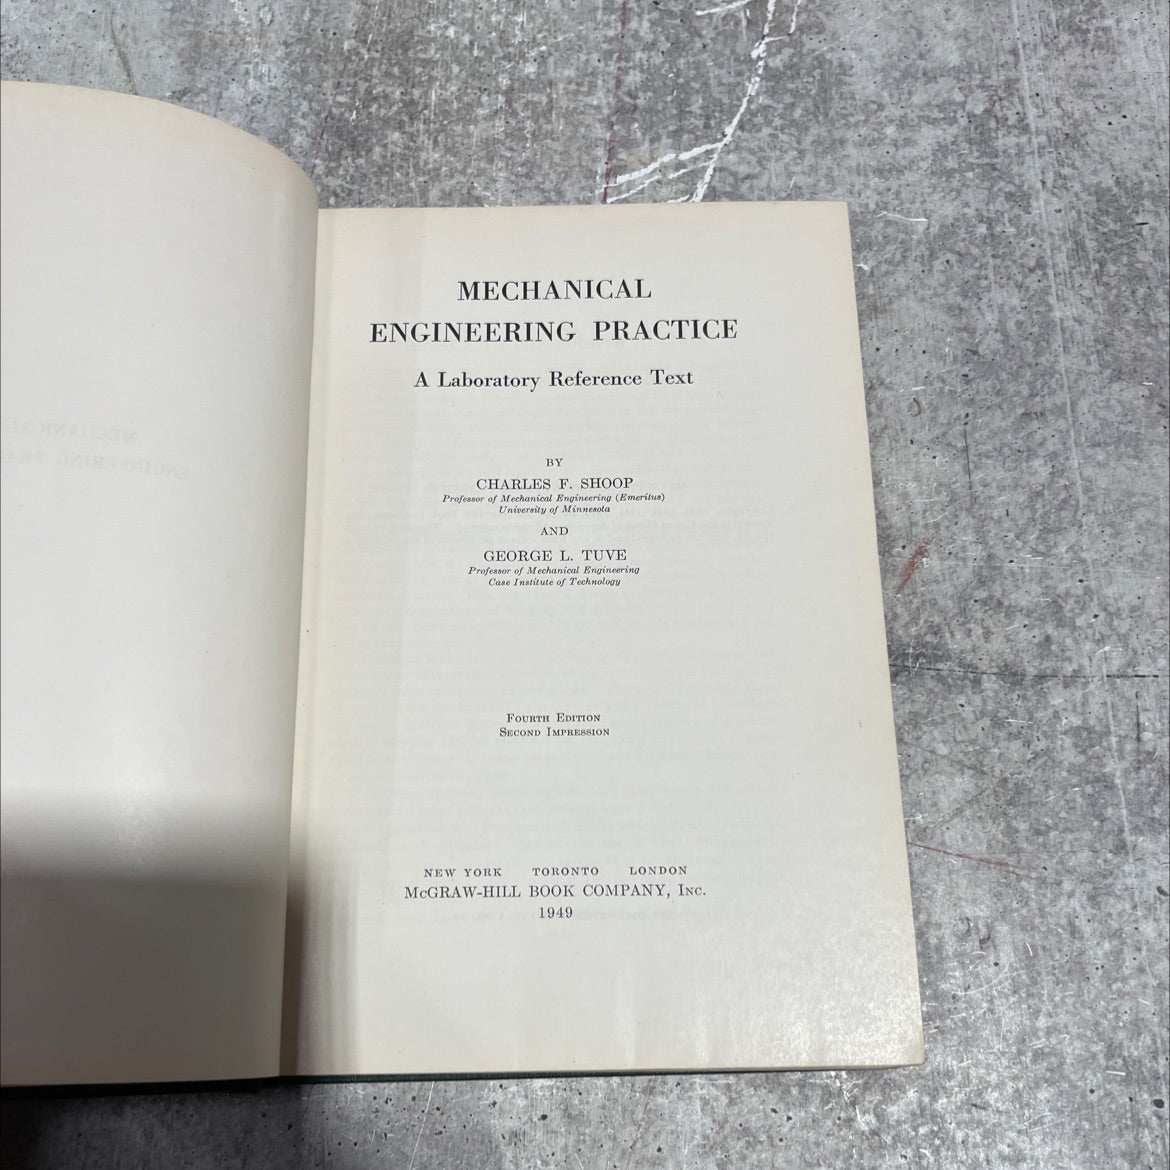 MECHANICAL
ENGINEERING PRACTICE
A Laboratory Reference Text
BY
CHARLES F. SHOOP
Professor of Mechanical Engineering (Emeritus)
University of Minnesota
AND
GEORGE L. TUVE
Professor of Mechanical Engineering
Case Institute of Technology
FOURTH EDITION
SECOND IMPRESSION
NEW YORK TORONTO LONDON
McGRAW-HILL BOOK COMPANY, INC.
1949